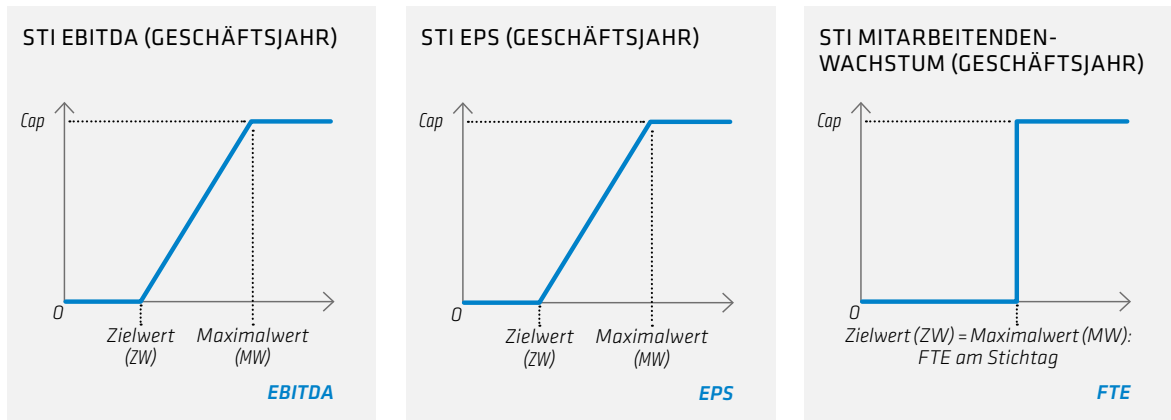 STI EBITDA (GESCHÄFTSJAHR)
Cap
0
Zielwert
(ZW)
Maximalwert
(MW)
EBITDA
STI EPS (GESCHÄFTSJAHR)
Cap
0
Zielwert
(ZW)
Maximalwert
(MW)
EPS
STI MITARBEITENDEN-
WACHSTUM (GESCHÄFTSJAHR)
Cap
0
Zielwert (ZW) = Maximalwert (MW):
FTE am Stichtag
FTE